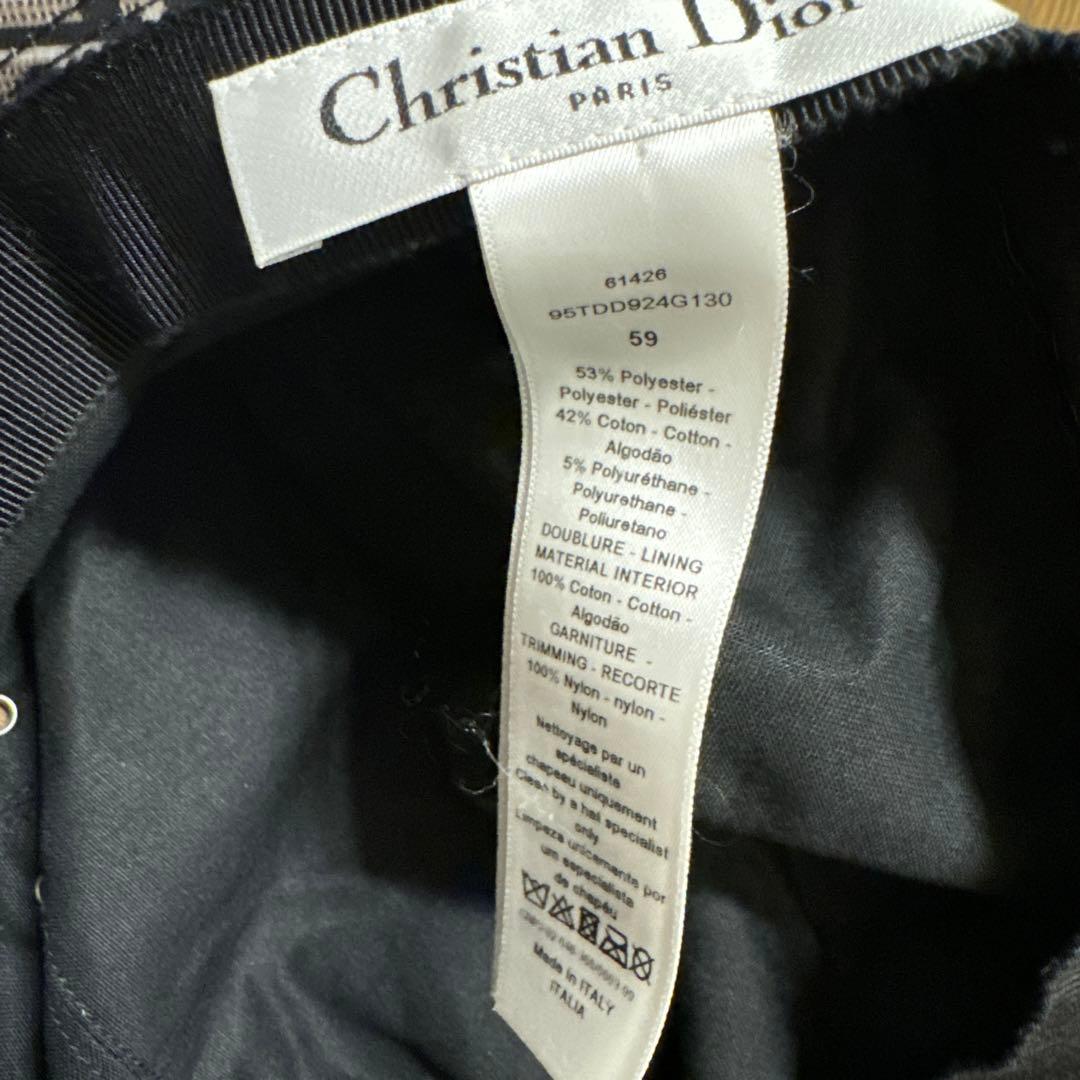 Christian Dior
PARIS
61426
95TDD924G130
59
53% Polyester -
Polyester - Poliéster
42% Coton - Cotton -
Algodão
5% Polyuréthane -
Polyurethane -
Poliuretano
DOUBLURE - LINING
MATERIAL INTERIOR
100% Coton - Cotton -
Algodão
GARNITURE -
TRIMMING - RECORTE
100% Nylon - nylon -
Nylon
Nettoyage par un
spécialiste
chapeau uniquement
Clean by a hat specialist
only
Limpeza unicamente por
um especialista
de chapéu
Made in ITALY
ITALIA